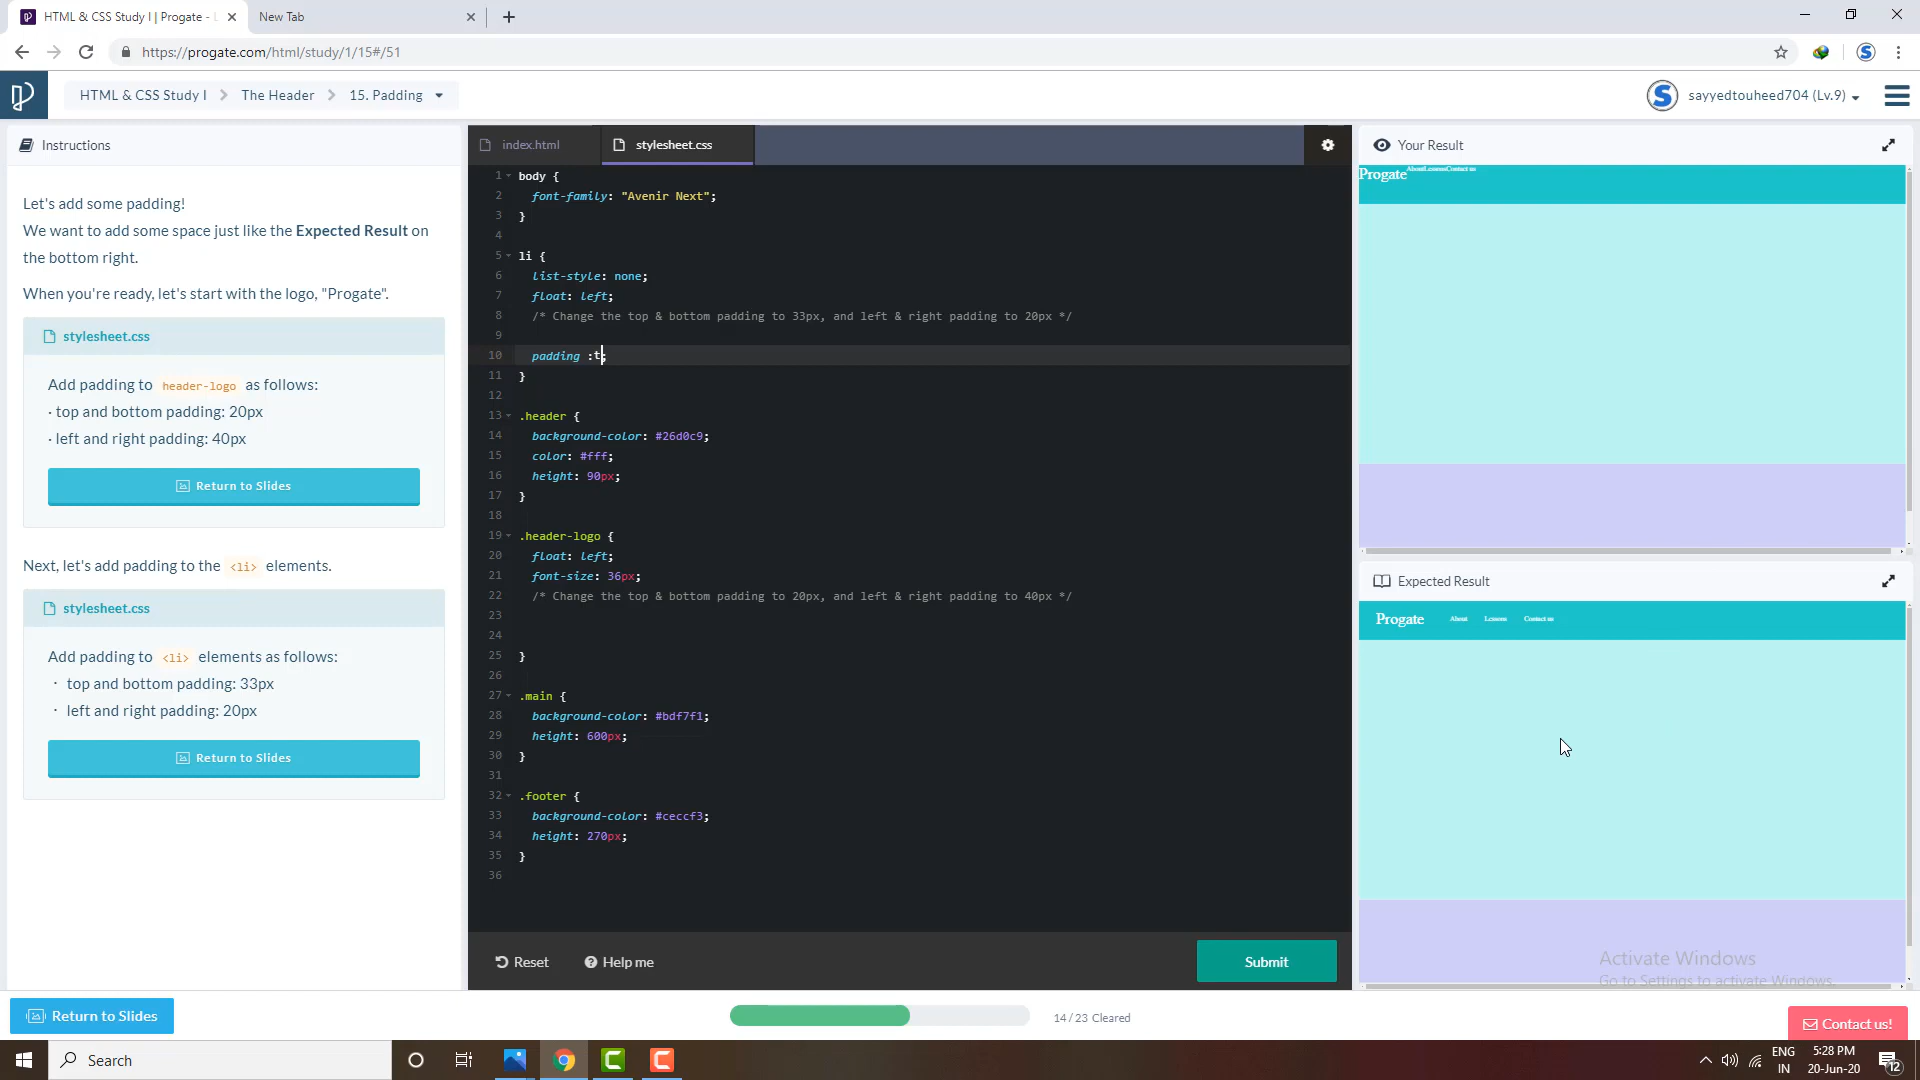 HTML & CSS Study I | Progate - L
New Tab
https://progate.com/html/study/1/15#/51
HTML & CSS Study I
The Header
15. Padding
sayyedtouheed704 (Lv.9)
Instructions
Let's add some padding!
We want to add some space just like the Expected Result on
the bottom right.
When you're ready, let's start with the logo, "Progate".
stylesheet.css
Add padding to header-logo as follows:
· top and bottom padding: 20px
· left and right padding: 40px
Return to Slides
Next, let's add padding to the <li> elements.
stylesheet.css
Add padding to <li> elements as follows:
· top and bottom padding: 33px
· left and right padding: 20px
Return to Slides
index.html
stylesheet.css
1 body {
2 font-family: "Avenir Next";
3 }
4
5 li {
6 list-style: none;
7 float: left;
8 /* Change the top & bottom padding to 33px, and left & right padding to 20px */
9
10 padding :t;
11 }
12
13 .header {
14 background-color: #26d0c9;
15 color: #fff;
16 height: 90px;
17 }
18
19 .header-logo {
20 float: left;
21 font-size: 36px;
22 /* Change the top & bottom padding to 20px, and left & right padding to 40px */
23
24
25 }
26
27 .main {
28 background-color: #bdf7f1;
29 height: 600px;
30 }
31
32 .footer {
33 background-color: #ceccf3;
34 height: 270px;
35 }
36
Reset
Help me
Submit
Your Result
Progate AboutLessonsContact us
Expected Result
Progate About Lessons Contact us
Activate Windows
Go to Settings to activate Windows.
Return to Slides
14 / 23 Cleared
Contact us!
Search
ENG
IN
5:28 PM
20-Jun-20
12